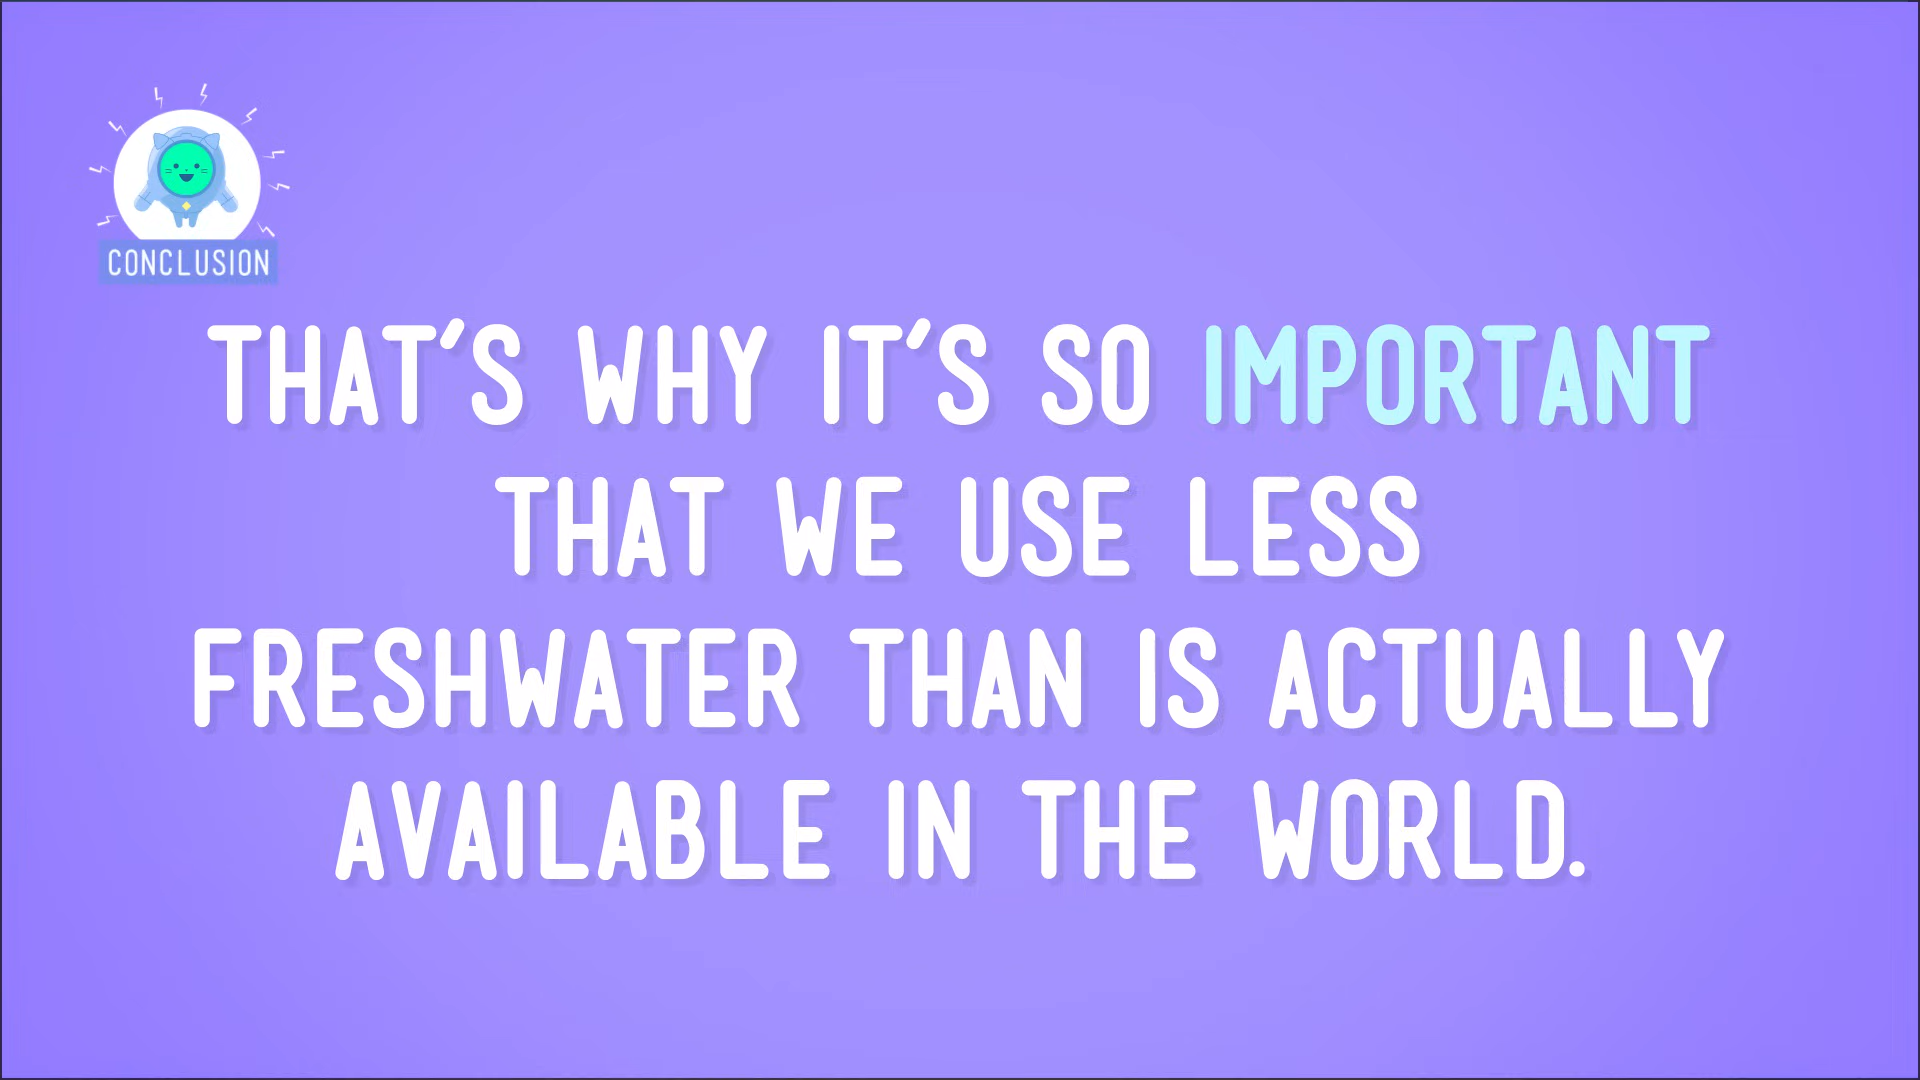 CONCLUSION
THAT'S WHY IT'S SO IMPORTANT
THAT WE USE LESS
FRESHWATER THAN IS ACTUALLY
AVAILABLE IN THE WORLD.